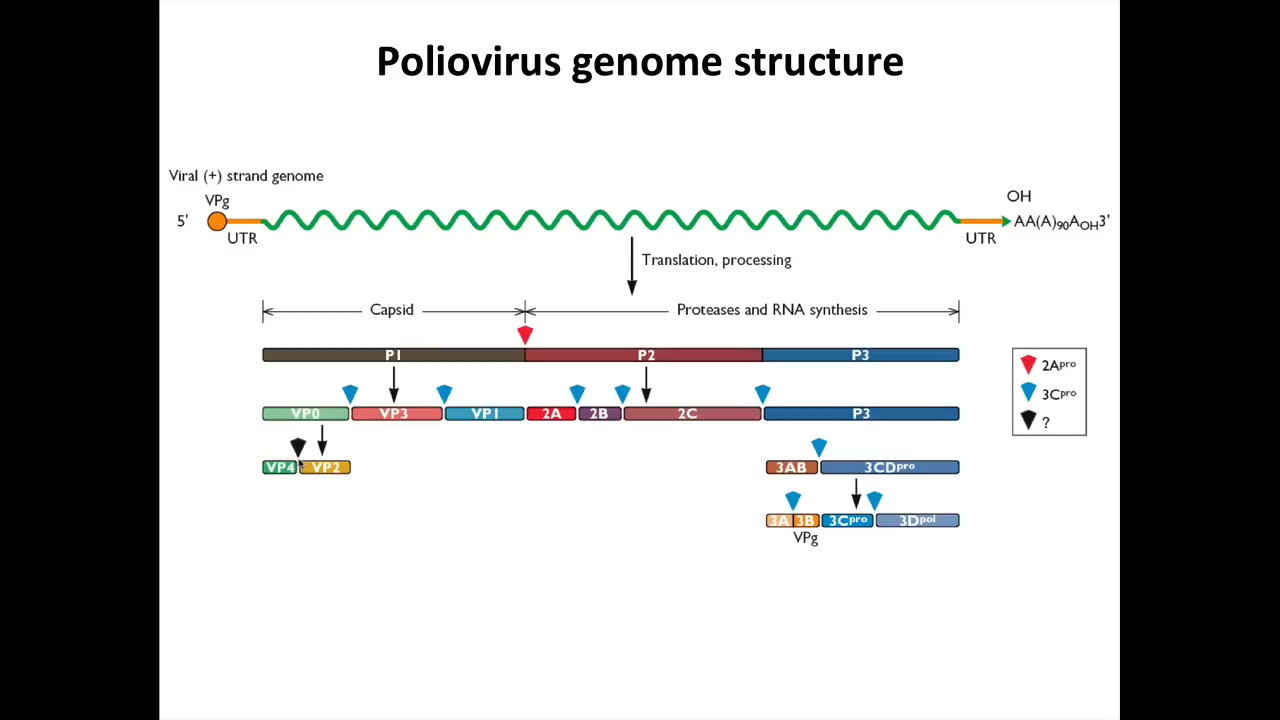 Poliovirus genome structure
Viral (+) strand genome
VPg
OH
5' AA(A)90AOH3'
UTR UTR
Translation, processing
Capsid Proteases and RNA synthesis
P1 P2 P3
2Apro
3Cpro
?
VP0 VP3 VP1 2A 2B 2C P3
VP4 VP2 3AB 3CDpro
3A 3B 3Cpro 3Dpol
VPg